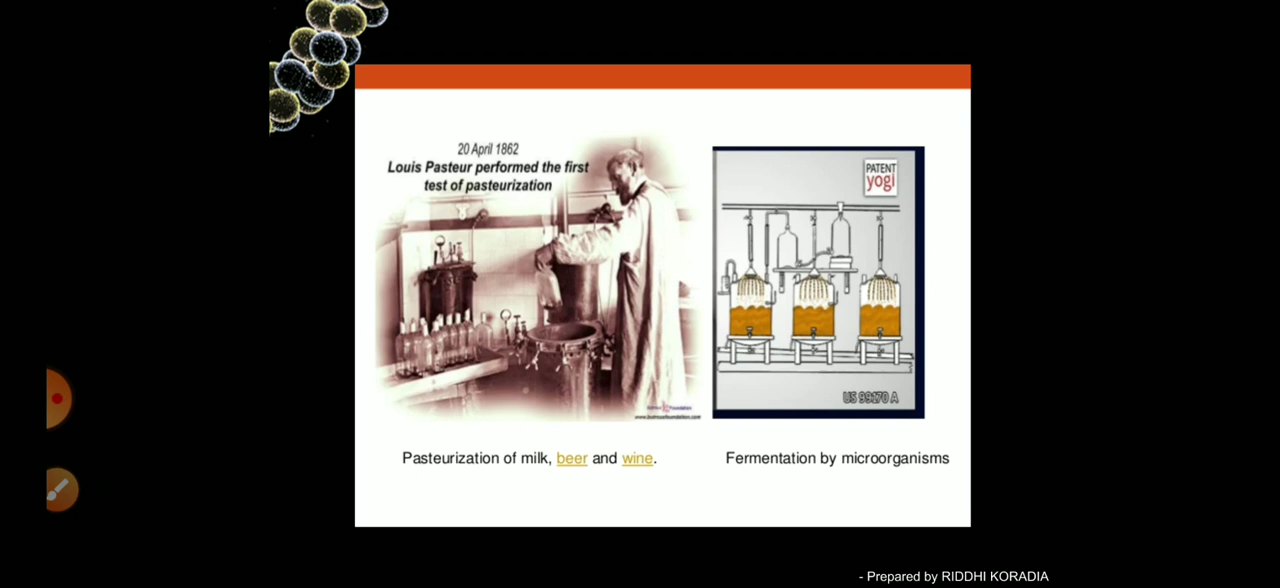 20 April 1862
Louis Pasteur performed the first
test of pasteurization
PATENT
yogi
US 99170 A
Pasteurization of milk, beer and wine.
Fermentation by microorganisms
- Prepared by RIDDHI KORADIA